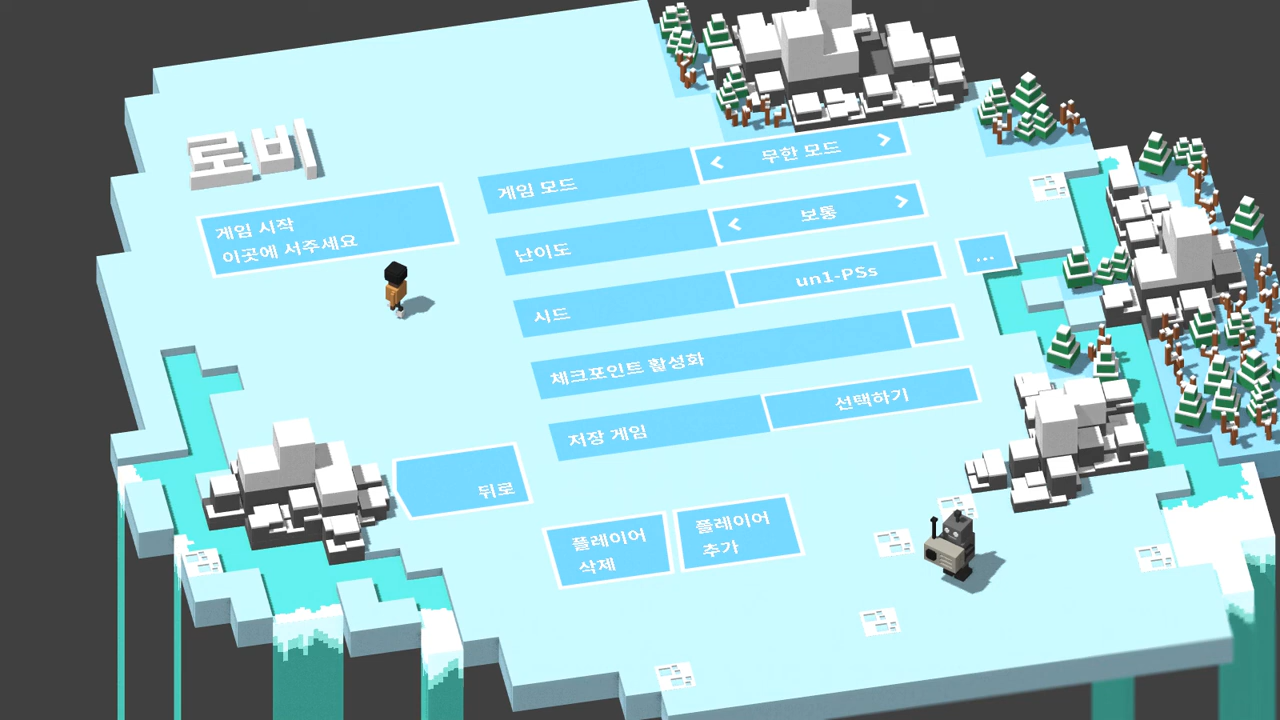 로비
게임 시작
이곳에 서주세요
게임 모드
무한 모드
난이도
보통
시드
un1-PSs
...
체크포인트 활성화
저장 게임
선택하기
뒤로
플레이어
삭제
플레이어
추가